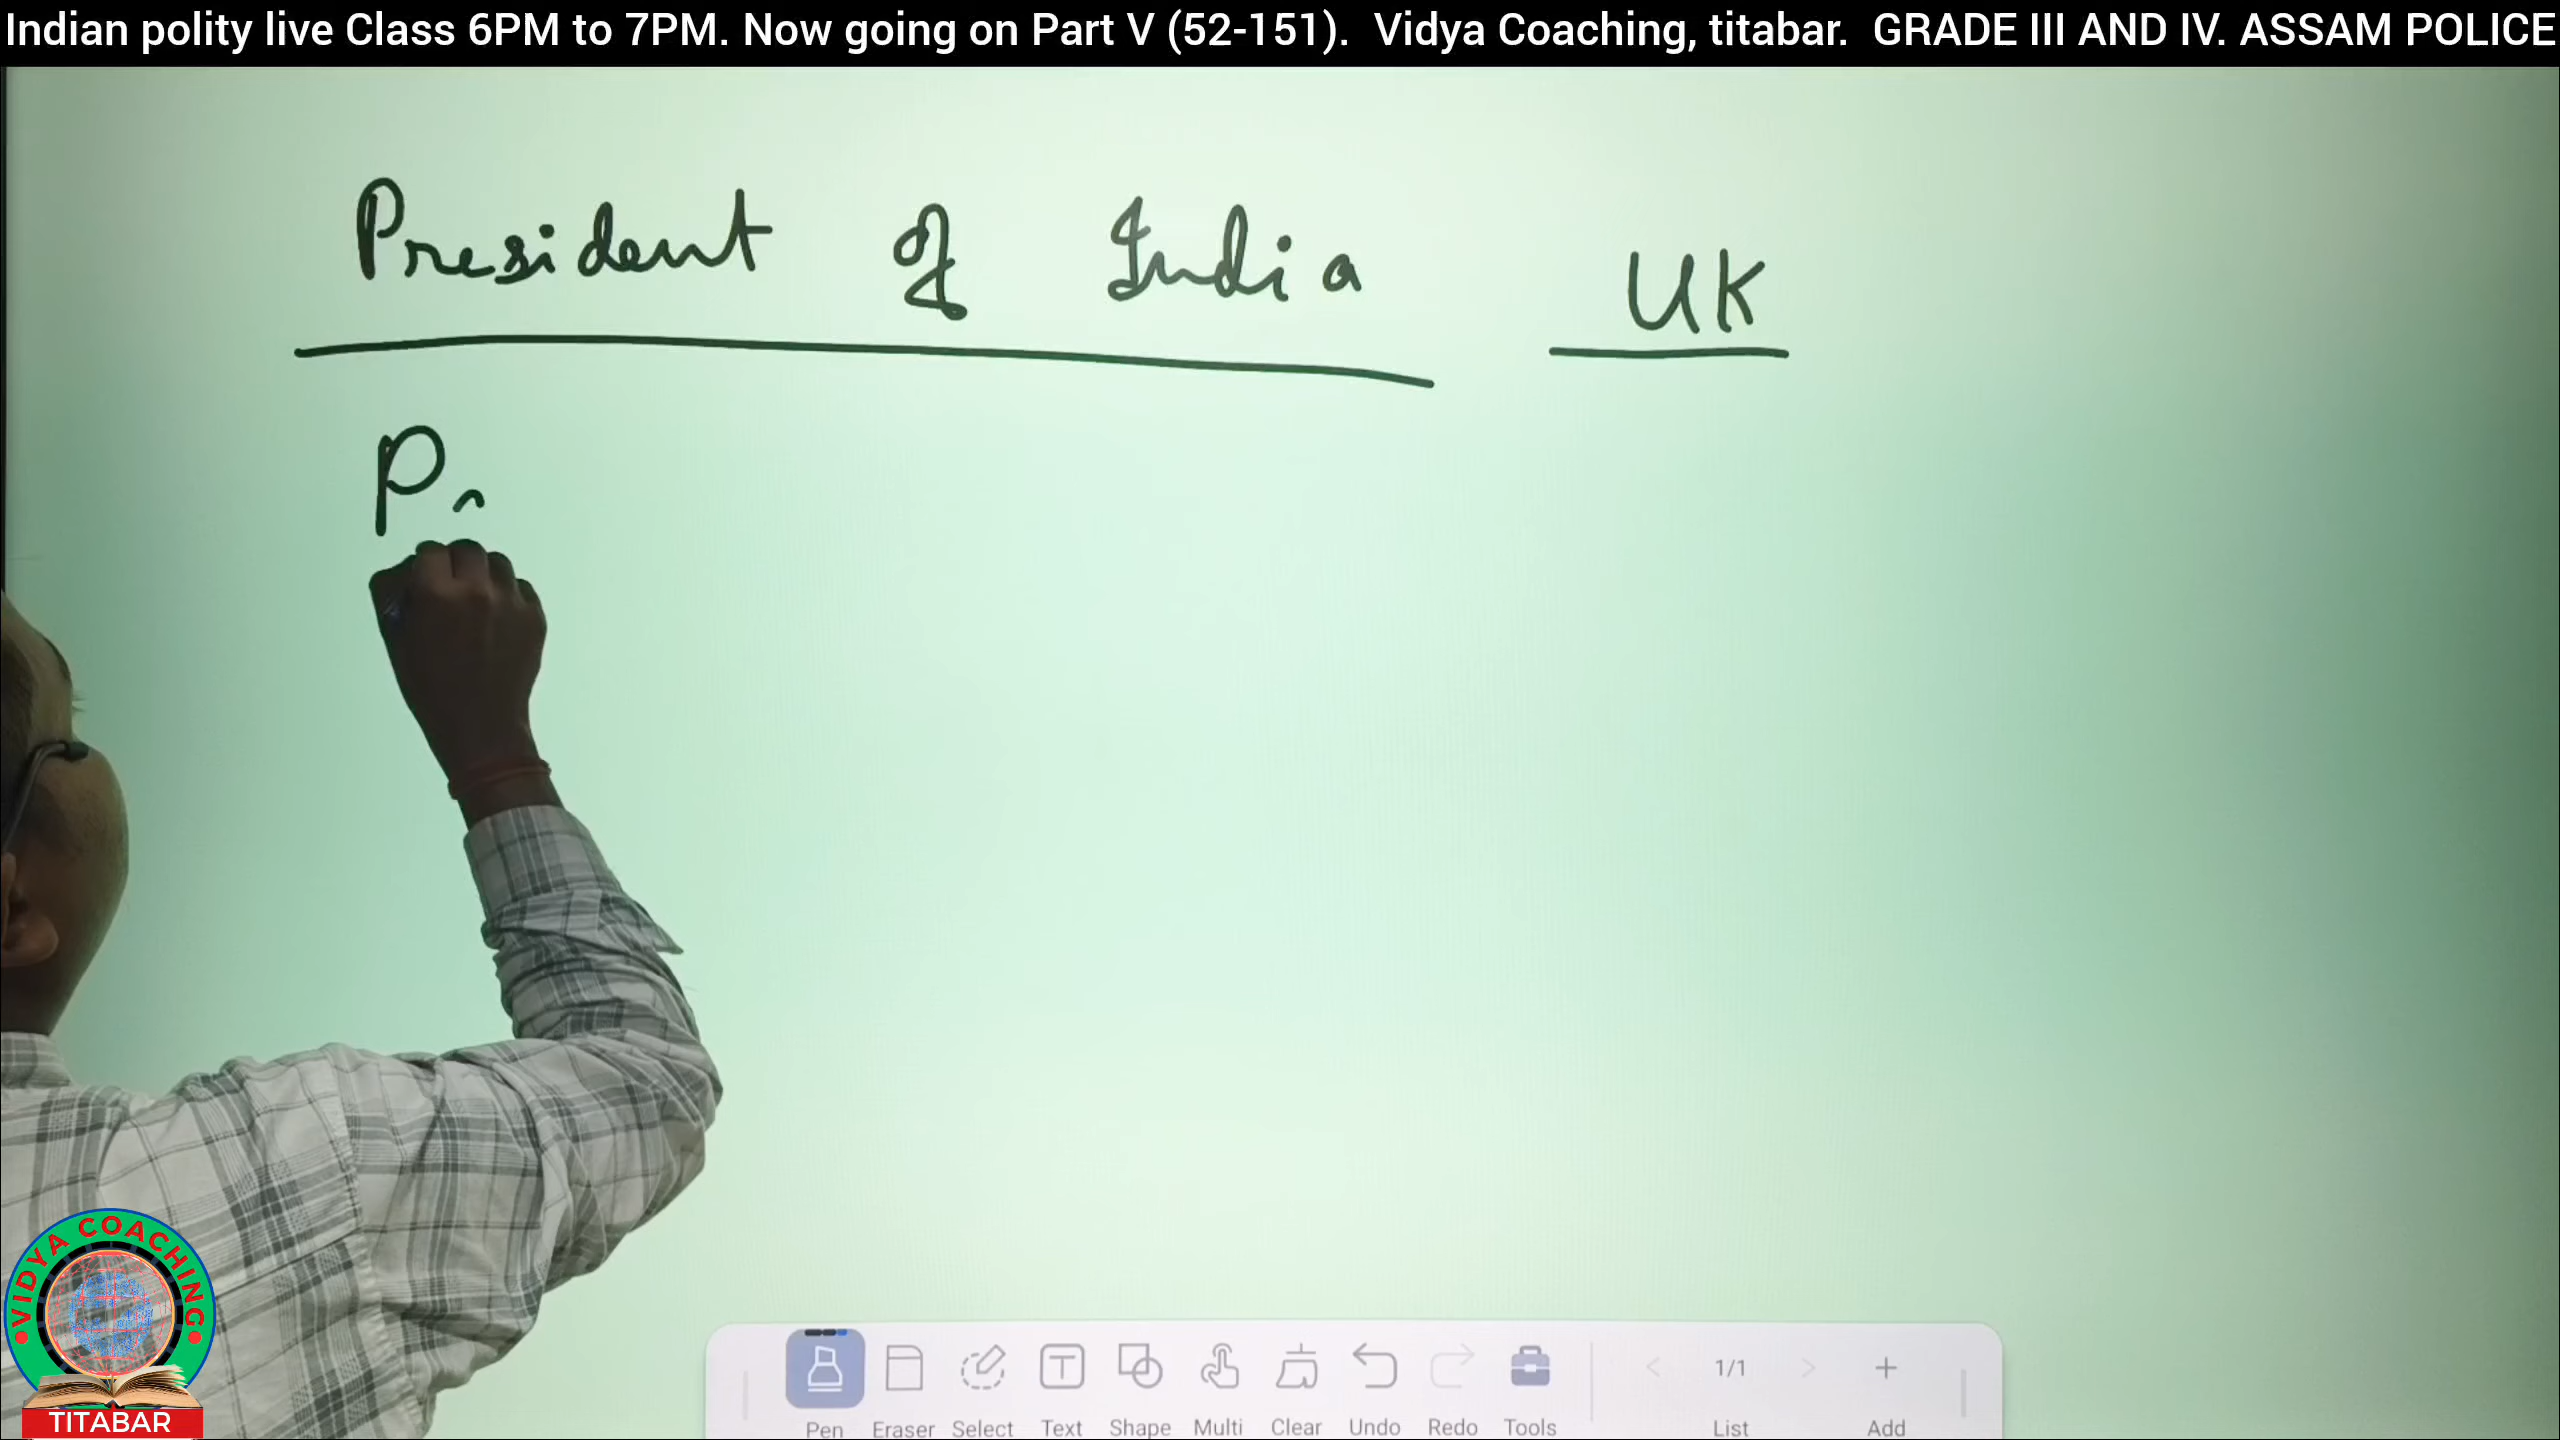 Indian polity live Class 6PM to 7PM. Now going on Part V (52-151). Vidya Coaching, titabar. GRADE III AND IV. ASSAM POLICE
President of India UK
Pr
VIDYA COACHING
TITABAR
1/1
Pen Eraser Select Text Shape Multi Clear Undo Redo Tools List Add